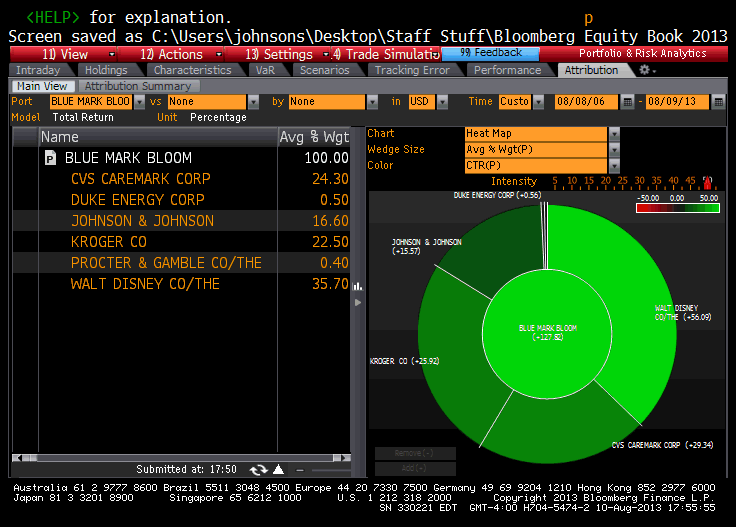 <HELP> for explanation. p
Screen saved as C:\Users\johnsons\Desktop\Staff Stuff\Bloomberg Equity Book 2013
11) View 12) Actions 13) Settings 4) Trade Simulatio 99) Feedback Portfolio & Risk Analytics
Intraday Holdings Characteristics VaR Scenarios Tracking Error Performance Attribution
Main View Attribution Summary
Port BLUE MARK BLOO vs None by None in USD Time Custo 08/08/06 - 08/09/13
Model Total Return Unit Percentage
Name Avg % Wgt
P BLUE MARK BLOOM 100.00
CVS CAREMARK CORP 24.30
DUKE ENERGY CORP 0.50
JOHNSON & JOHNSON 16.60
KROGER CO 22.50
PROCTER & GAMBLE CO/THE 0.40
WALT DISNEY CO/THE 35.70
Chart Heat Map
Wedge Size Avg % Wgt(P)
Color CTR(P)
Intensity 5 10 15 20 25 30 35 40 45 50
-50.00 0.00 50.00
DUKE ENERGY CORP (+0.56)
JOHNSON & JOHNSON
(+15.57)
WALT DISNEY
CO/THE (+56.09)
BLUE MARK BLOOM
(+127.82)
KROGER CO (+25.92)
CVS CAREMARK CORP (+29.34)
Remove(-)
Add(+)
Submitted at: 17:50
Australia 61 2 9777 8600 Brazil 5511 3048 4500 Europe 44 20 7330 7500 Germany 49 69 9204 1210 Hong Kong 852 2977 6000
Japan 81 3 3201 8900 Singapore 65 6212 1000 U.S. 1 212 318 2000 Copyright 2013 Bloomberg Finance L.P.
SN 330221 EDT GMT-4:00 H704-5474-2 10-Aug-2013 17:55:55